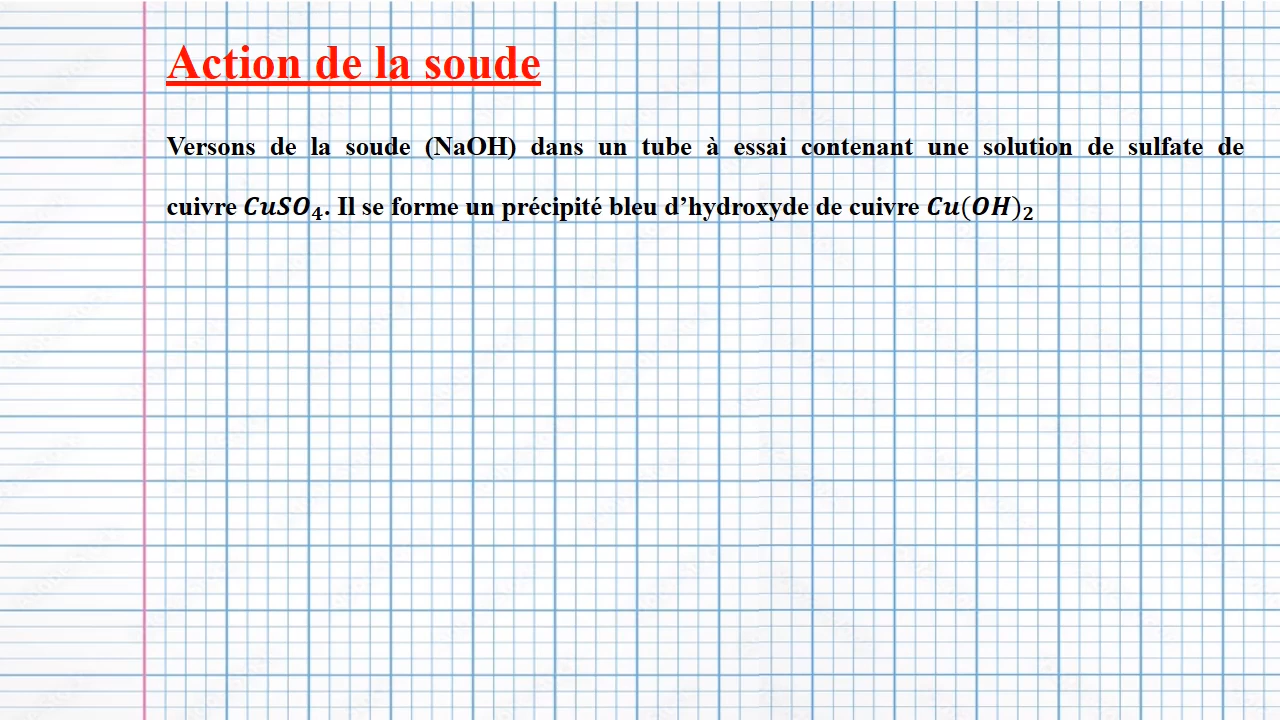 Action de la soude
Versons de la soude (NaOH) dans un tube à essai contenant une solution de sulfate de
cuivre CuSO₄. Il se forme un précipité bleu d’hydroxyde de cuivre Cu(OH)₂